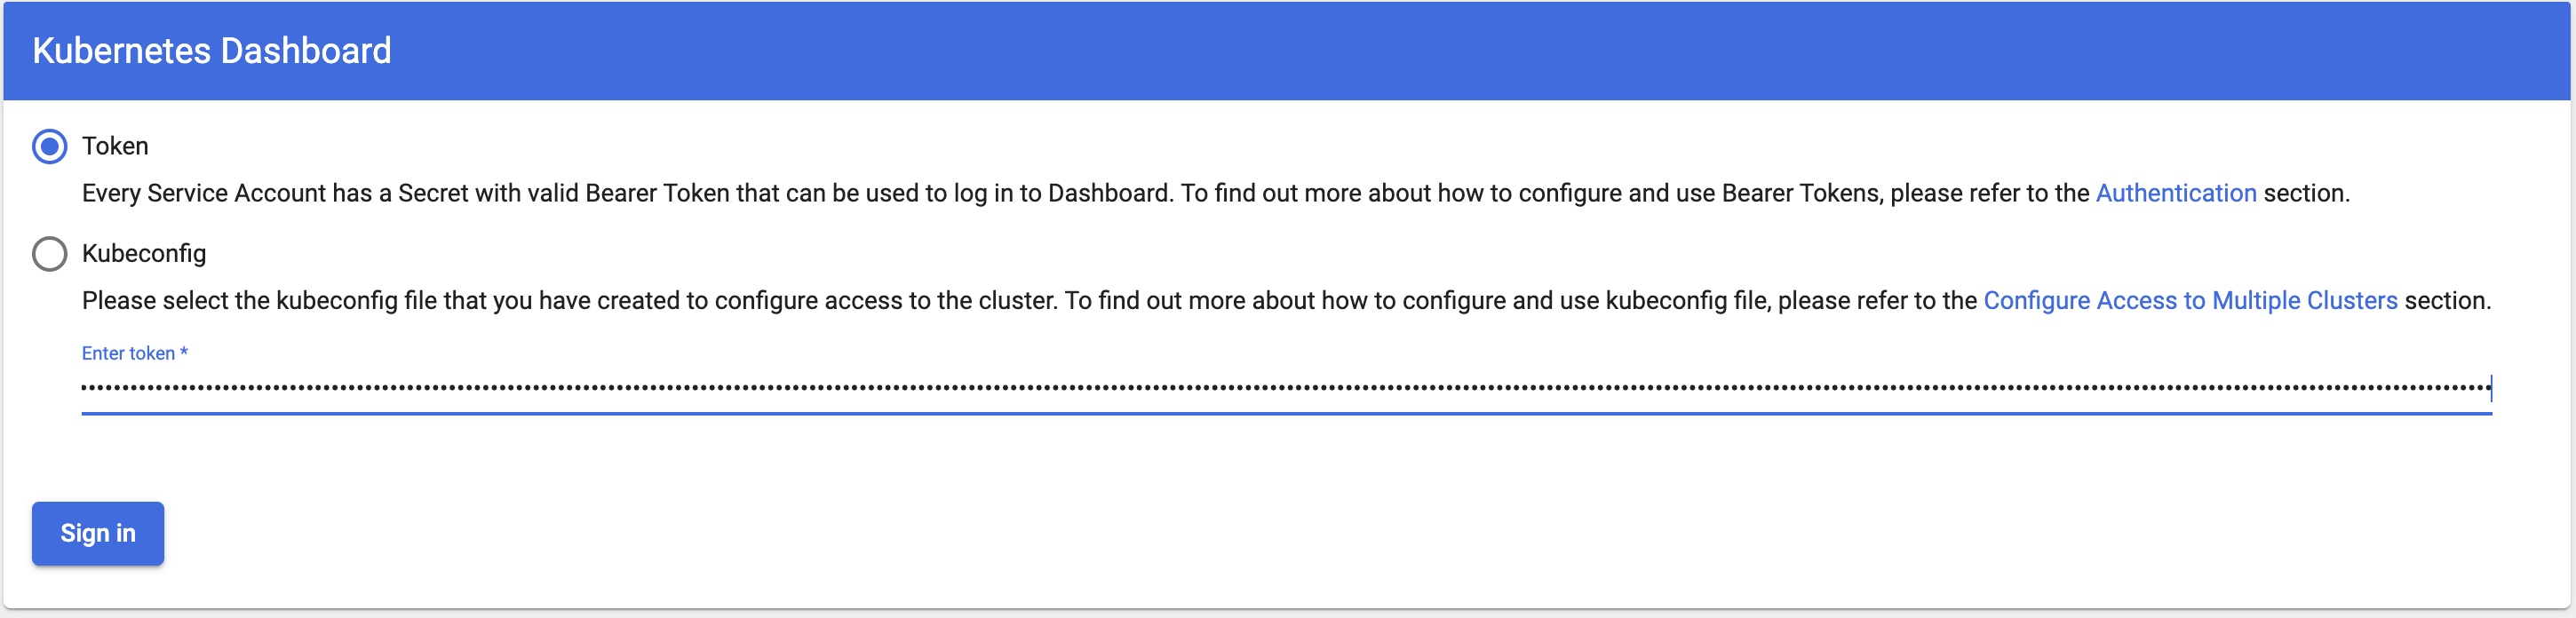 Kubernetes Dashboard
Token
Every Service Account has a Secret with valid Bearer Token that can be used to log in to Dashboard. To find out more about how to configure and use Bearer Tokens, please refer to the Authentication section.
Kubeconfig
Please select the kubeconfig file that you have created to configure access to the cluster. To find out more about how to configure and use kubeconfig file, please refer to the Configure Access to Multiple Clusters section.
Enter token *
Sign in